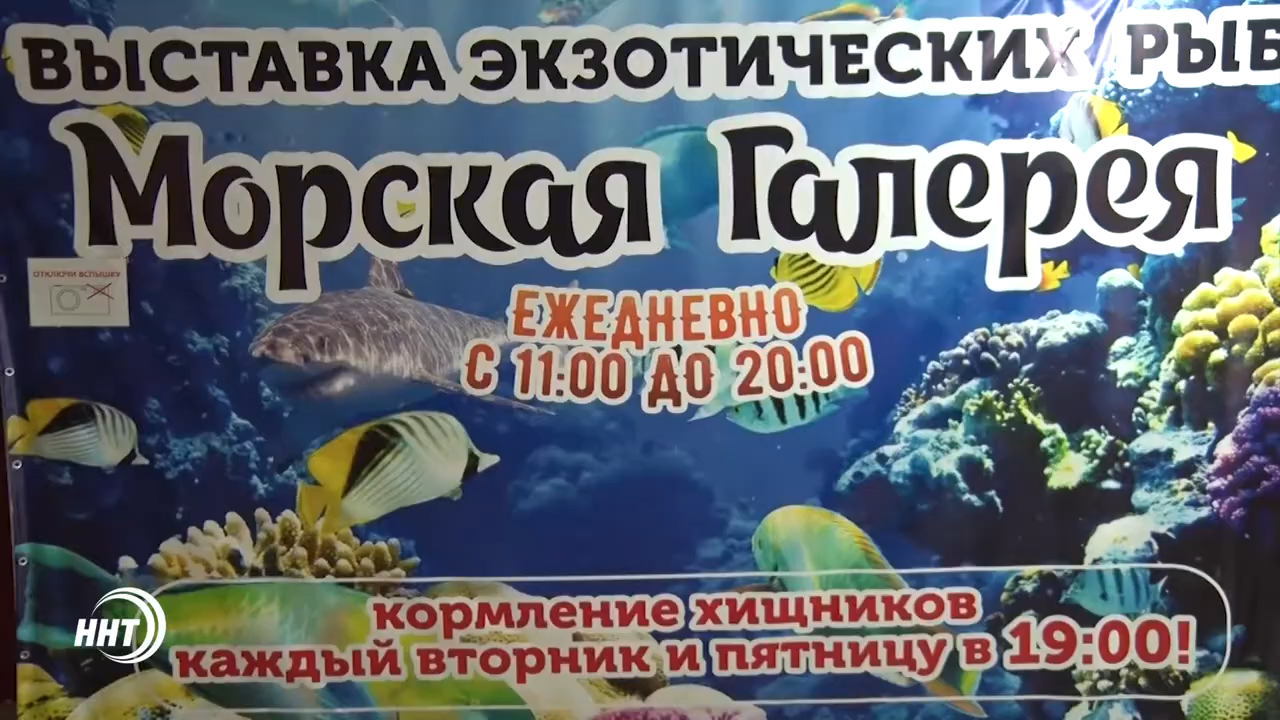 ВЫСТАВКА ЭКЗОТИЧЕСКИХ РЫБ
Морская Галерея
ОТКЛЮЧИ ВСПЫШКУ
ЕЖЕДНЕВНО
С 11:00 ДО 20:00
кормление хищников
каждый вторник и пятницу в 19:00!
ННТ